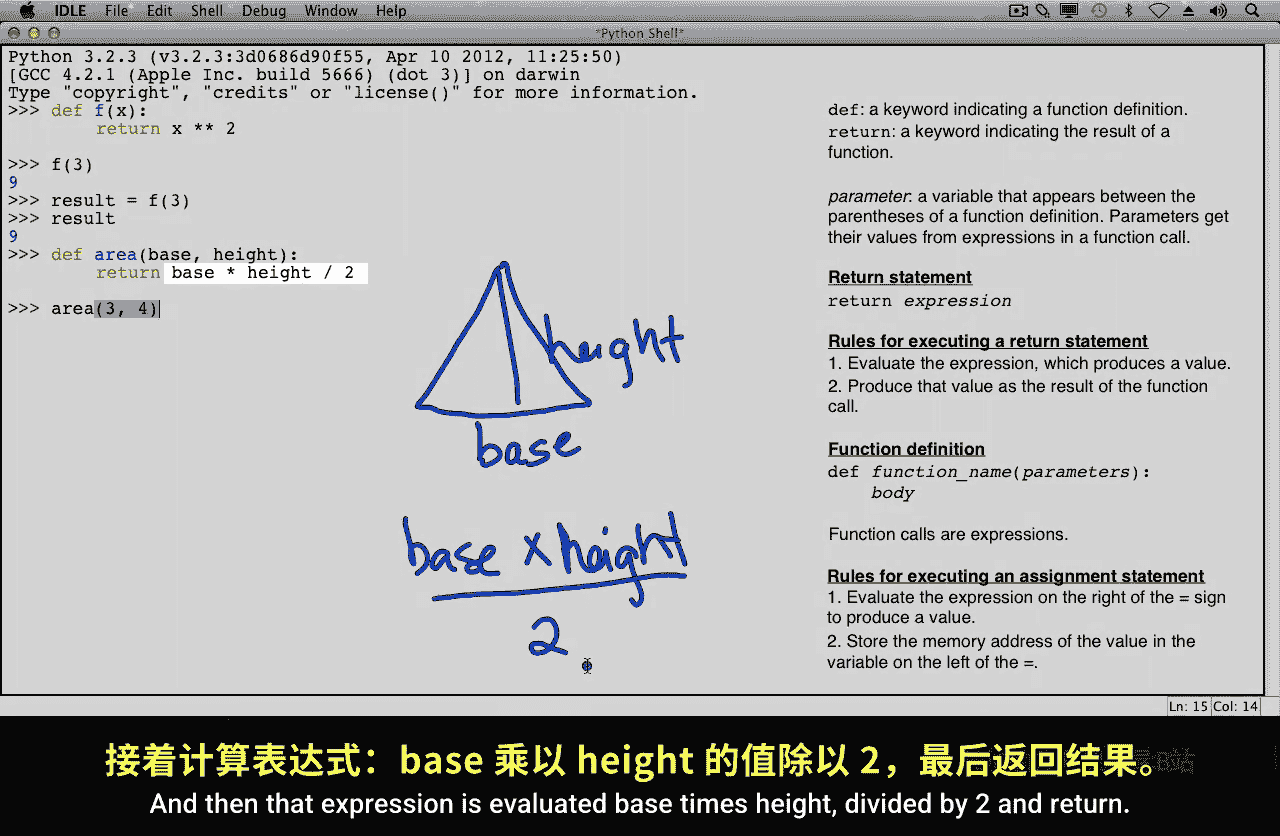 IDLE File Edit Shell Debug Window Help
*Python Shell*
Python 3.2.3 (v3.2.3:3d0686d90f55, Apr 10 2012, 11:25:50)
[GCC 4.2.1 (Apple Inc. build 5666) (dot 3)] on darwin
Type "copyright", "credits" or "license()" for more information.
>>> def f(x):
        return x ** 2
>>> f(3)
9
>>> result = f(3)
>>> result
9
>>> def area(base, height):
        return base * height / 2
>>> area(3, 4)
height
base
base x height
2
def: a keyword indicating a function definition.
return: a keyword indicating the result of a
function.
parameter: a variable that appears between the
parentheses of a function definition. Parameters get
their values from expressions in a function call.
Return statement
return expression
Rules for executing a return statement
1. Evaluate the expression, which produces a value.
2. Produce that value as the result of the function
call.
Function definition
def function_name(parameters):
    body
Function calls are expressions.
Rules for executing an assignment statement
1. Evaluate the expression on the right of the = sign
to produce a value.
2. Store the memory address of the value in the
variable on the left of the =.
Ln: 15 Col: 14
接着计算表达式：base 乘以 height 的值除以 2，最后返回结果。
And then that expression is evaluated base times height, divided by 2 and return.